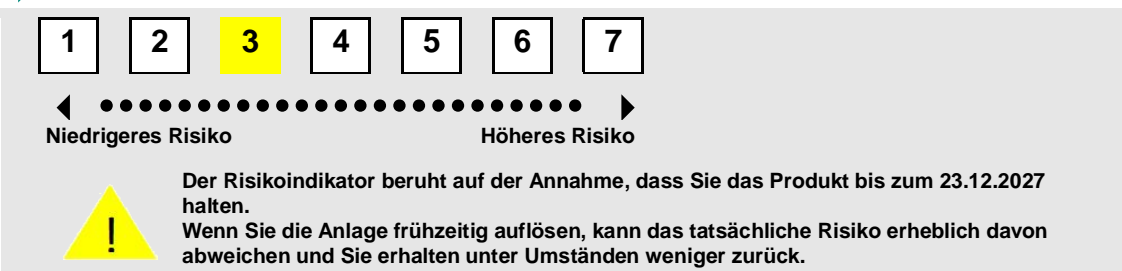 1 2 3 4 5 6 7
Niedrigeres Risiko Höheres Risiko
Der Risikoindikator beruht auf der Annahme, dass Sie das Produkt bis zum 23.12.2027
halten.
Wenn Sie die Anlage frühzeitig auflösen, kann das tatsächliche Risiko erheblich davon
abweichen und Sie erhalten unter Umständen weniger zurück.
!